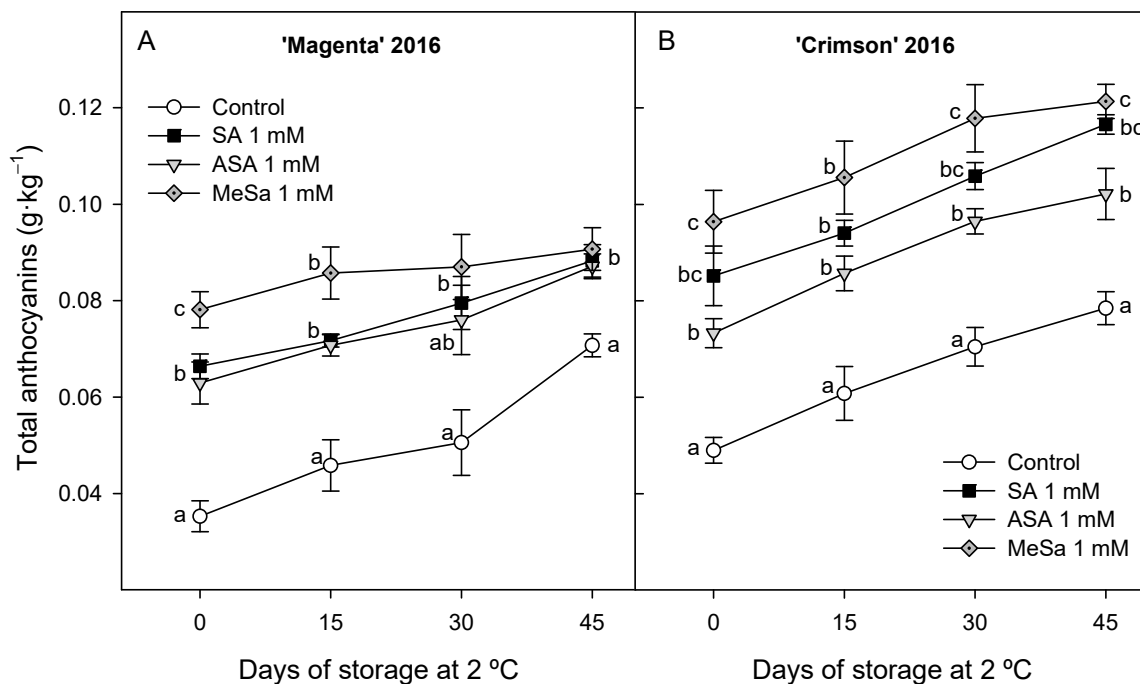 A
'Magenta' 2016
Control
SA 1 mM
ASA 1 mM
MeSa 1 mM
Total anthocyanins (g·kg⁻¹)
0.12
0.10
0.08
0.06
0.04
c
b
a
b
b
a
b
ab
a
b
a
0
15
30
45
Days of storage at 2 ºC
B
'Crimson' 2016
c
bc
b
a
b
b
b
a
c
bc
b
a
c
bc
b
a
Control
SA 1 mM
ASA 1 mM
MeSa 1 mM
0
15
30
45
Days of storage at 2 ºC